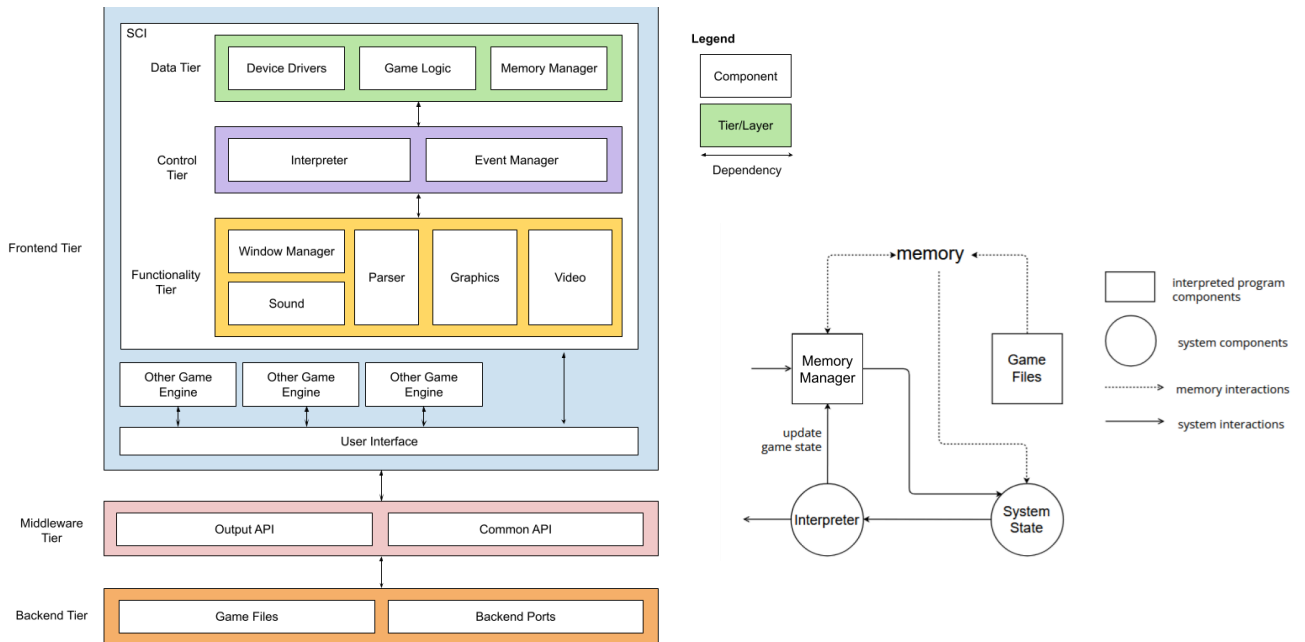 SCI
Data Tier
Device Drivers
Game Logic
Memory Manager
Control
Tier
Interpreter
Event Manager
Frontend Tier
Functionality
Tier
Window Manager
Sound
Parser
Graphics
Video
Other Game
Engine
Other Game
Engine
Other Game
Engine
User Interface
Middleware
Tier
Output API
Common API
Backend Tier
Game Files
Backend Ports
Legend
Component
Tier/Layer
Dependency
memory
Memory
Manager
Game
Files
update
game state
Interpreter
System
State
interpreted program
components
system components
memory interactions
system interactions